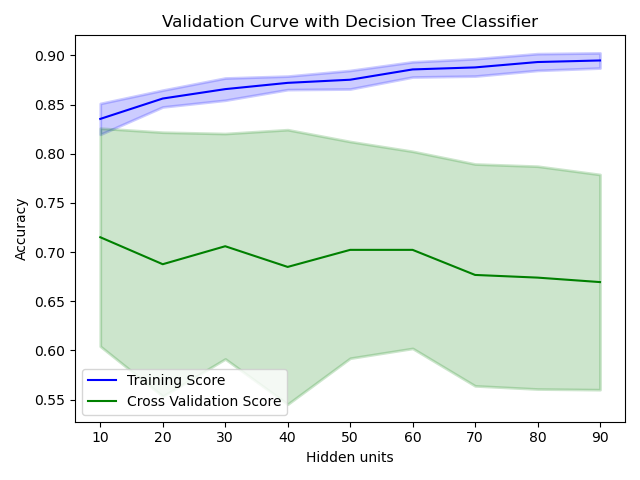 Validation Curve with Decision Tree Classifier
0.90
0.85
0.80
0.75
0.70
0.65
0.60
0.55
Accuracy
Training Score
Cross Validation Score
10 20 30 40 50 60 70 80 90
Hidden units